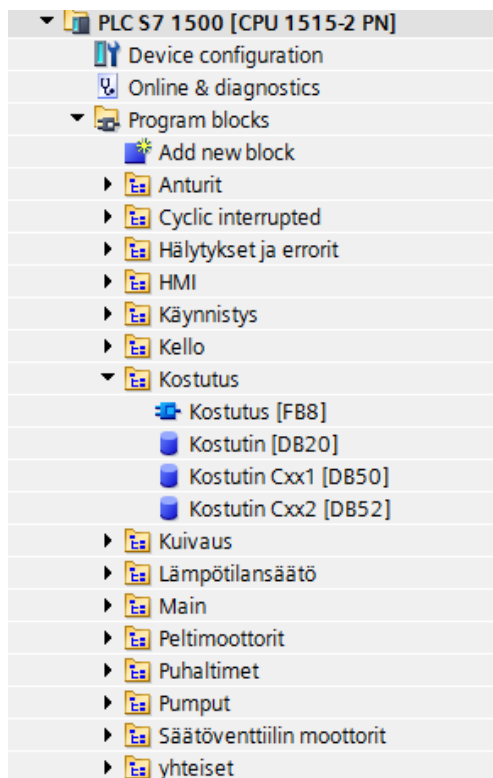 PLC S7 1500 [CPU 1515-2 PN]
Device configuration
Online & diagnostics
Program blocks
Add new block
Anturit
Cyclic interrupted
Hälytykset ja errorit
HMI
Käynnistys
Kello
Kostutus
Kostutus [FB8]
Kostutin [DB20]
Kostutin Cxx1 [DB50]
Kostutin Cxx2 [DB52]
Kuivaus
Lämpötilansäätö
Main
Peltimoottorit
Puhaltimet
Pumput
Säätöventtiilin moottorit
yhteiset